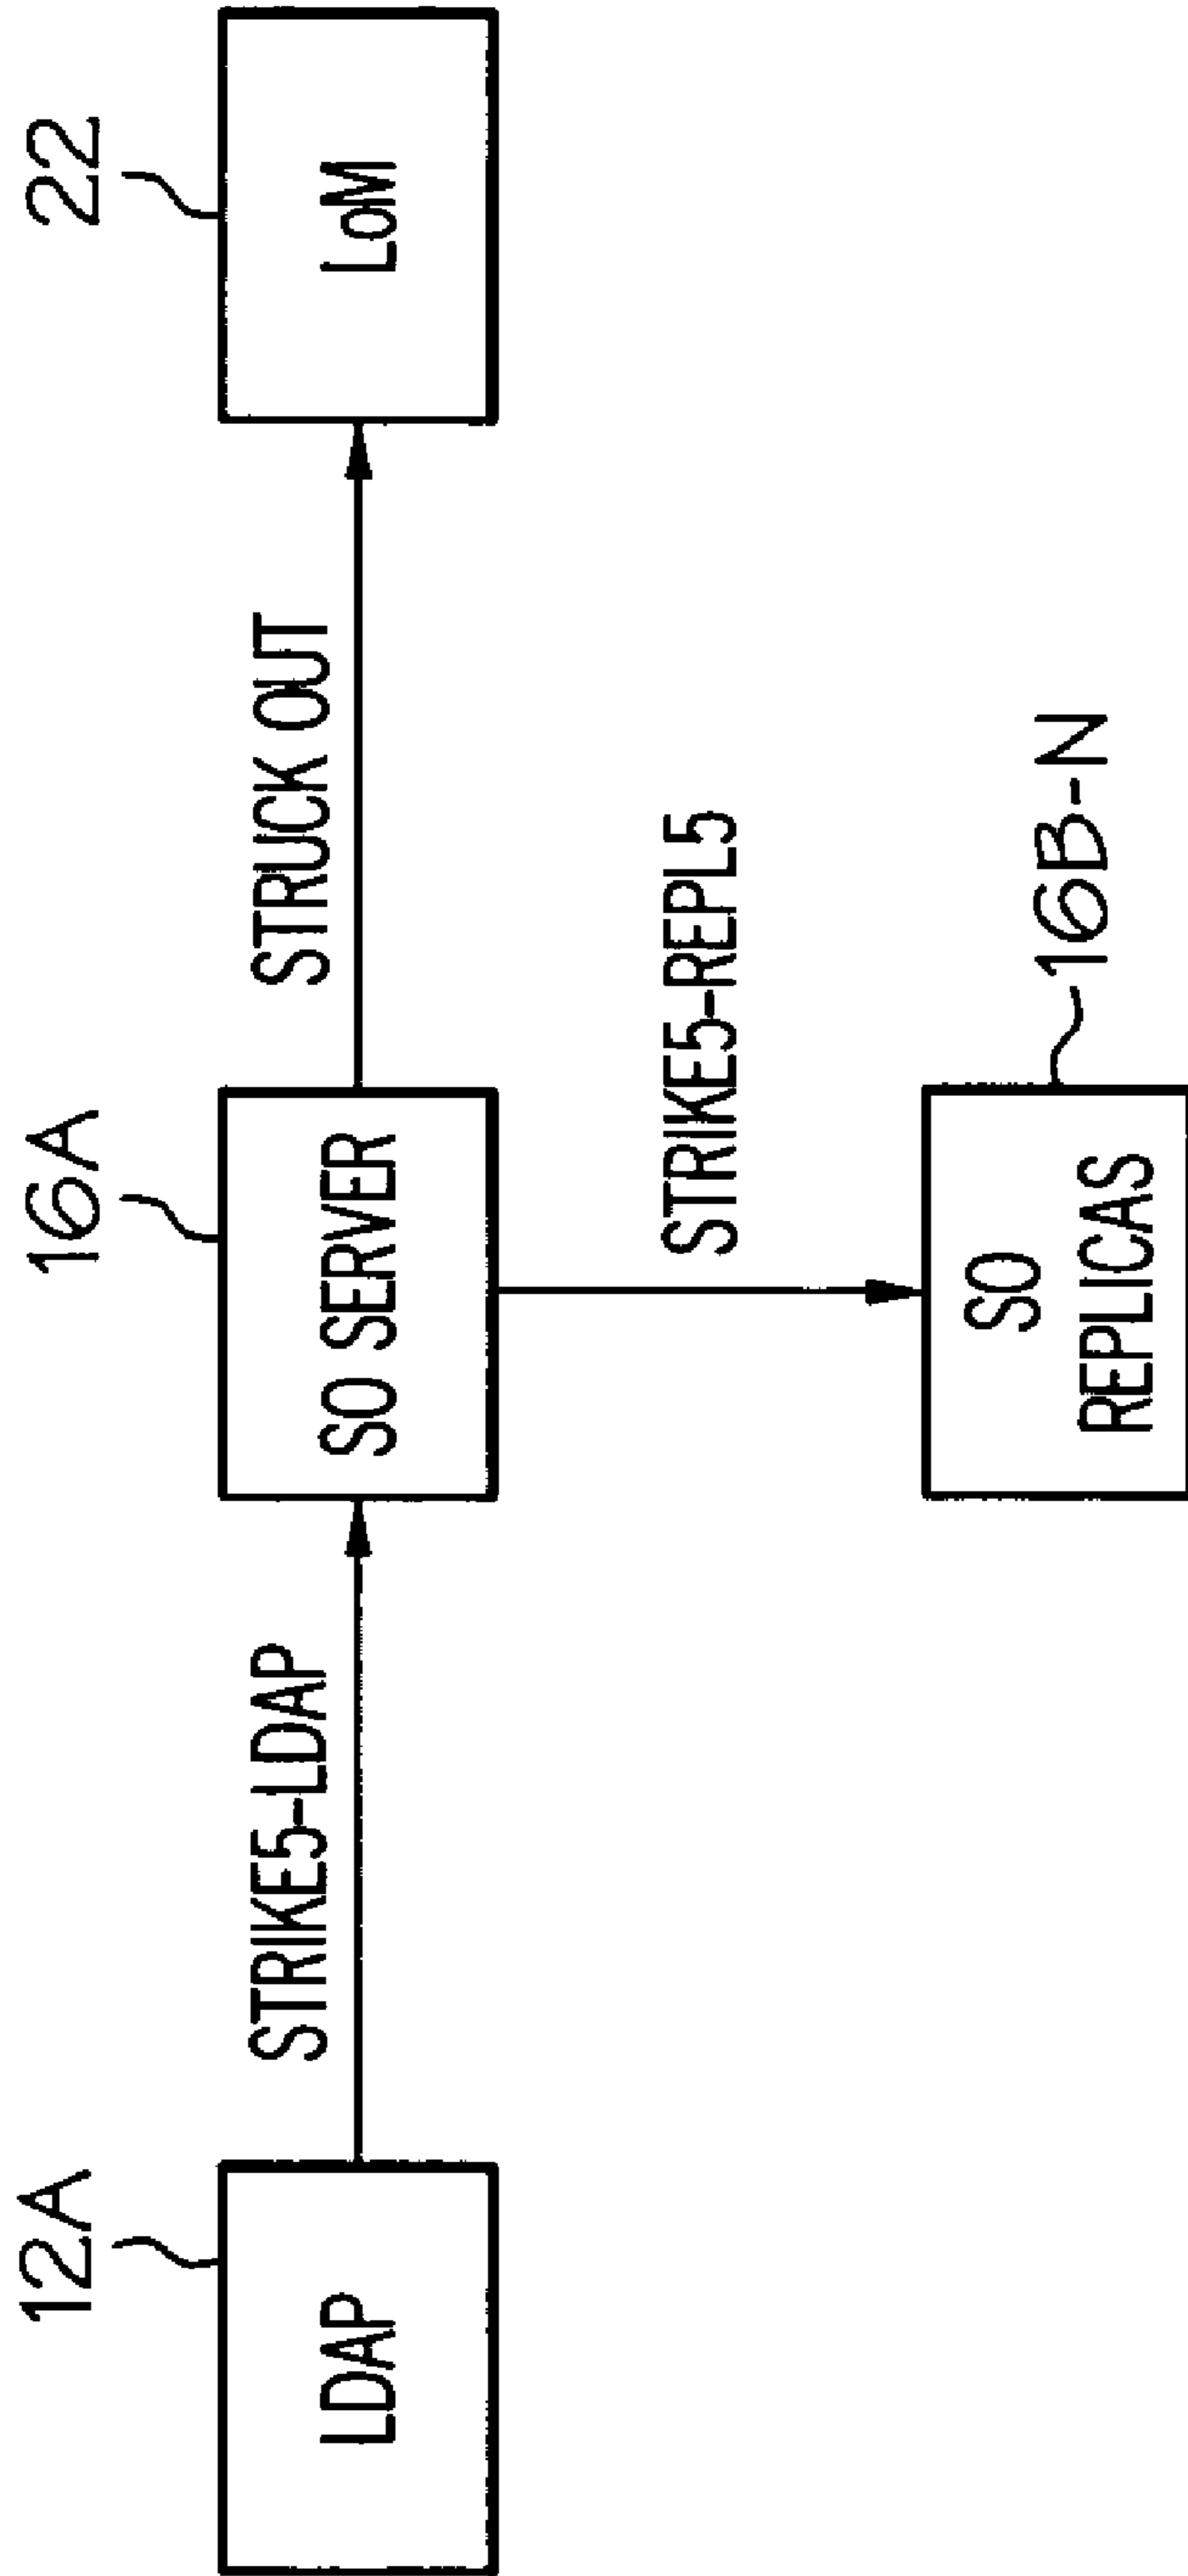 12A
16A
22
LDAP
STRIKE5-LDAP
SO SERVER
STRUCK OUT
LoM
STRIKE5-REPL5
SO
REPLICAS
16B-N